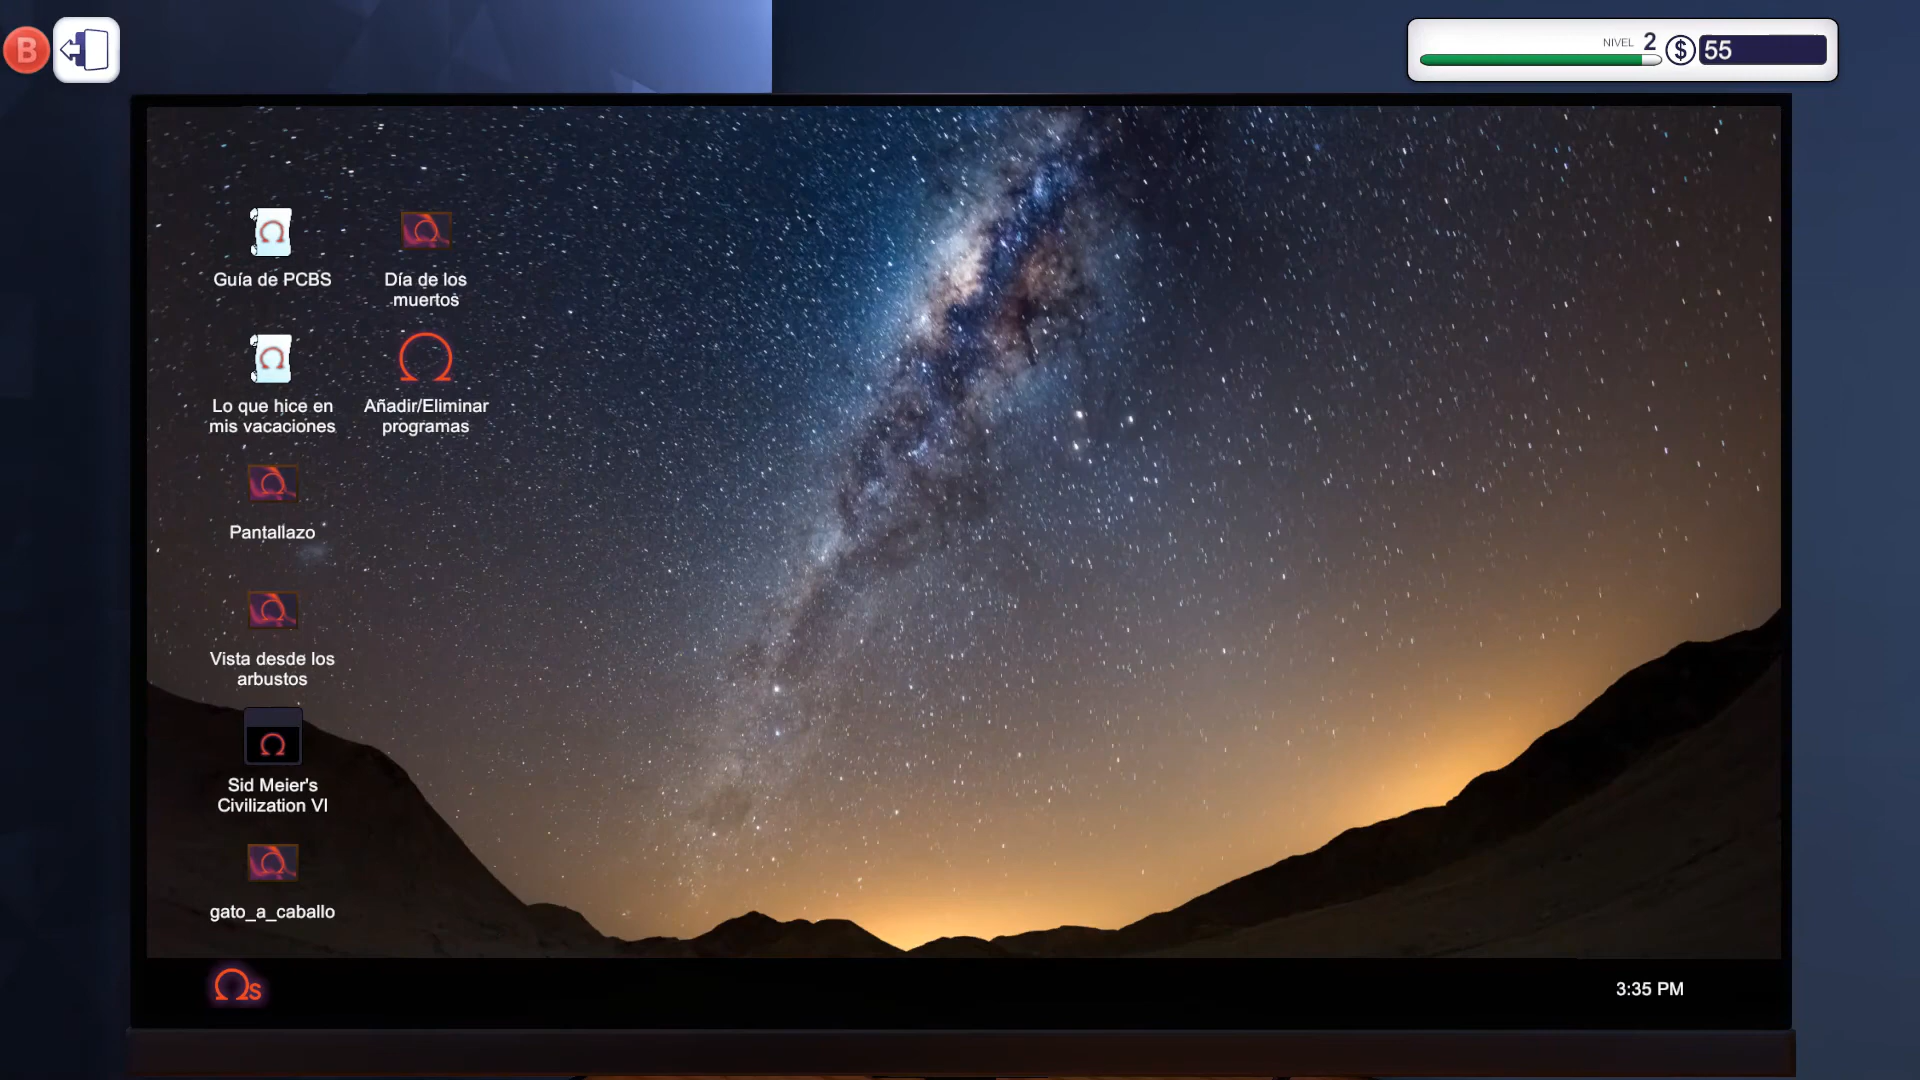 B
NIVEL 2
$ 55
Guía de PCBS
Día de los
muertos
Lo que hice en
mis vacaciones
Añadir/Eliminar
programas
Pantallazo
Vista desde los
arbustos
Sid Meier's
Civilization VI
gato_a_caballo
Ωs
3:35 PM